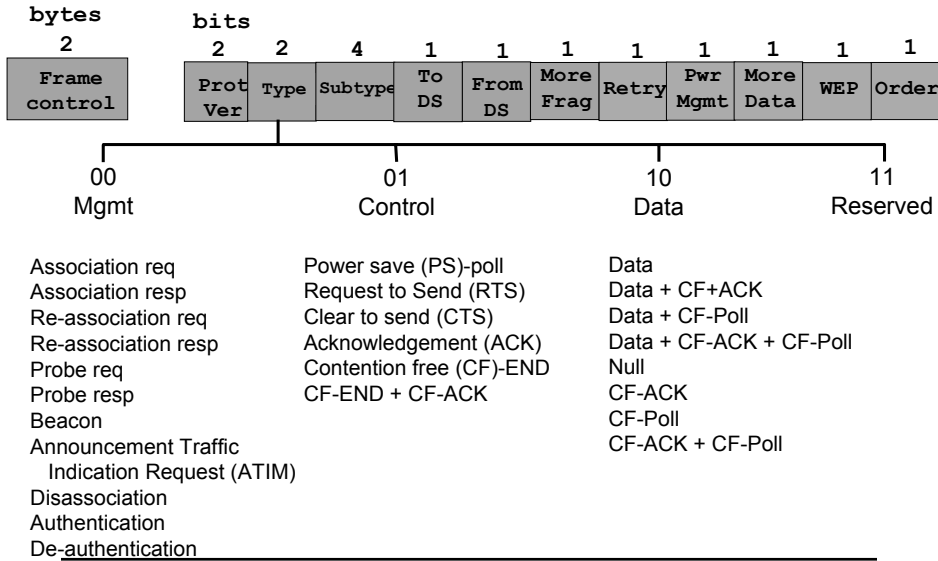 bytes
2
Frame control
bits
2 2 4 1 1 1 1 1 1 1 1
Prot Ver
Type
Subtype
To DS
From DS
More Frag
Retry
Pwr Mgmt
More Data
WEP
Order
00 01 10 11
Mgmt Control Data Reserved
Association req
Association resp
Re-association req
Re-association resp
Probe req
Probe resp
Beacon
Announcement Traffic
Indication Request (ATIM)
Disassociation
Authentication
De-authentication
Power save (PS)-poll
Request to Send (RTS)
Clear to send (CTS)
Acknowledgement (ACK)
Contention free (CF)-END
CF-END + CF-ACK
Data
Data + CF+ACK
Data + CF-Poll
Data + CF-ACK + CF-Poll
Null
CF-ACK
CF-Poll
CF-ACK + CF-Poll